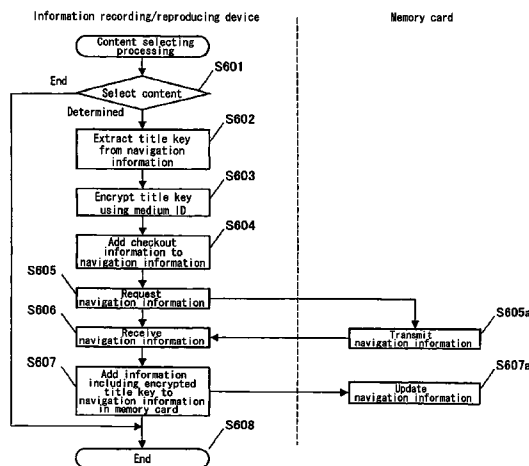 Information recording/reproducing device
Memory card
Content selecting
processing
S601
End
Select content
Determined
S602
Extract title key
from navigation
information
S603
Encrypt title key
using medium ID
S604
Add checkout
information to
navigation information
S605
Request
navigation information
S605a
Transmit
navigation information
S606
Receive
navigation information
S607
Add information
including encrypted
title key to
navigation information
in memory card
S607a
Update
navigation information
S608
End